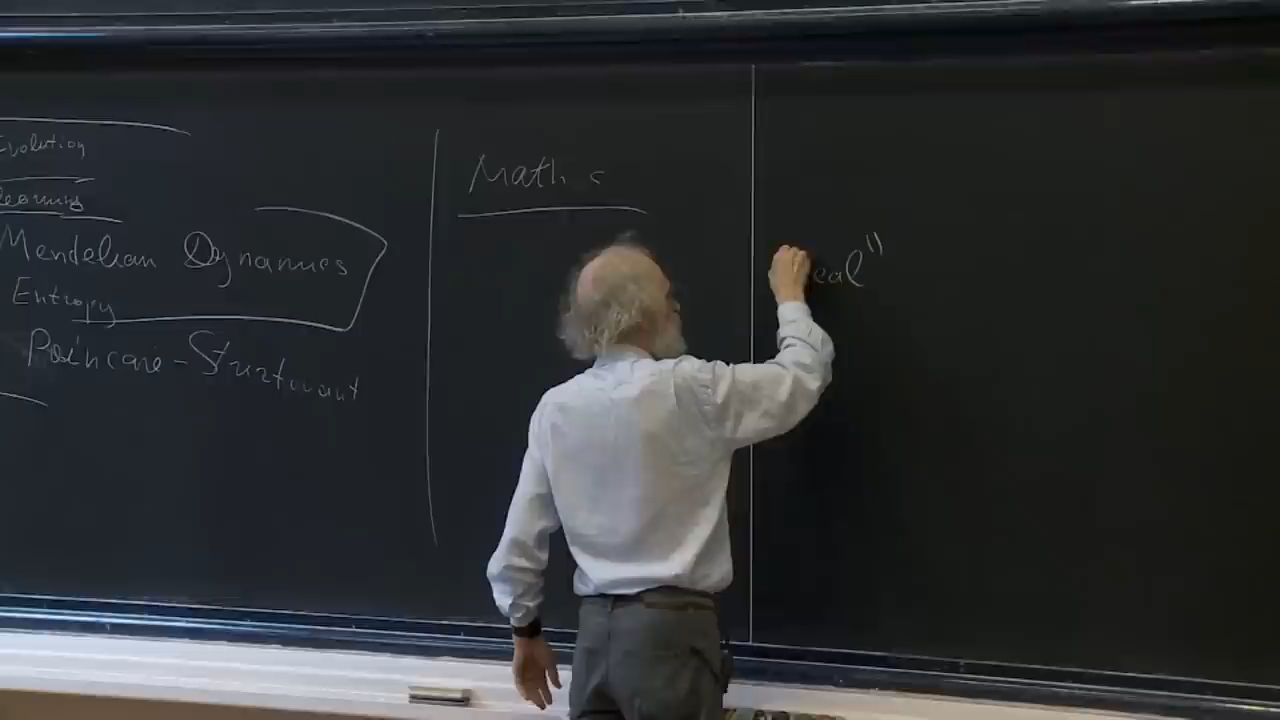 Evolution
Learning
Mendelian Dynamics
Entropy
Poincare - Sturtevant
Math
eal"